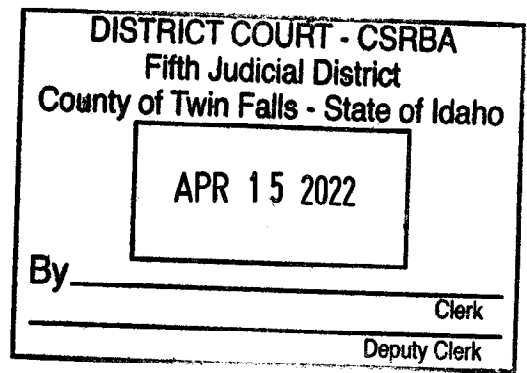 DISTRICT COURT - CSRBA
Fifth Judicial District
County of Twin Falls - State of Idaho
APR 15 2022
By
Clerk
Deputy Clerk